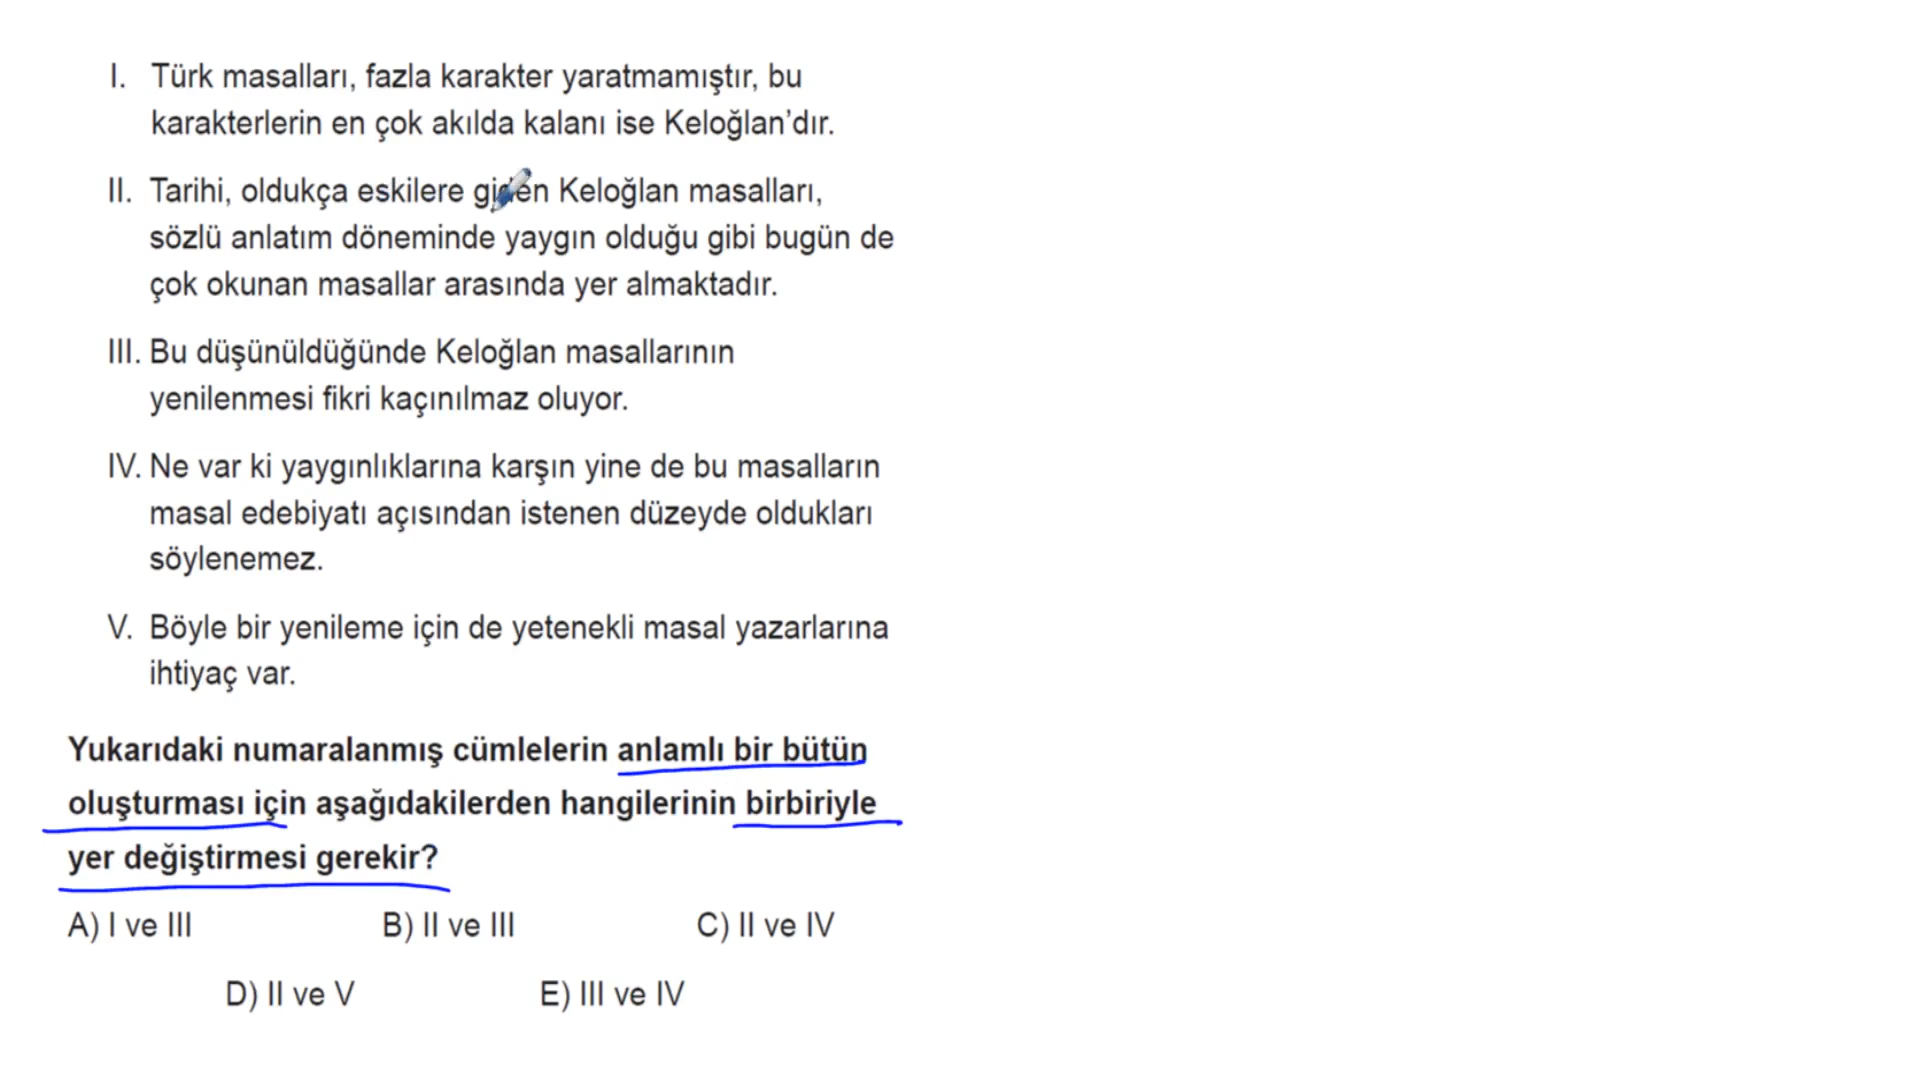 I. Türk masalları, fazla karakter yaratmamıştır, bu
karakterlerin en çok akılda kalanı ise Keloğlan’dır.
II. Tarihi, oldukça eskilere giden Keloğlan masalları,
sözlü anlatım döneminde yaygın olduğu gibi bugün de
çok okunan masallar arasında yer almaktadır.
III. Bu düşünüldüğünde Keloğlan masallarının
yenilenmesi fikri kaçınılmaz oluyor.
IV. Ne var ki yaygınlıklarına karşın yine de bu masalların
masal edebiyatı açısından istenen düzeyde oldukları
söylenemez.
V. Böyle bir yenileme için de yetenekli masal yazarlarına
ihtiyaç var.
Yukarıdaki numaralanmış cümlelerin anlamlı bir bütün
oluşturması için aşağıdakilerden hangilerinin birbiriyle
yer değiştirmesi gerekir?
A) I ve III B) II ve III C) II ve IV
D) II ve V E) III ve IV